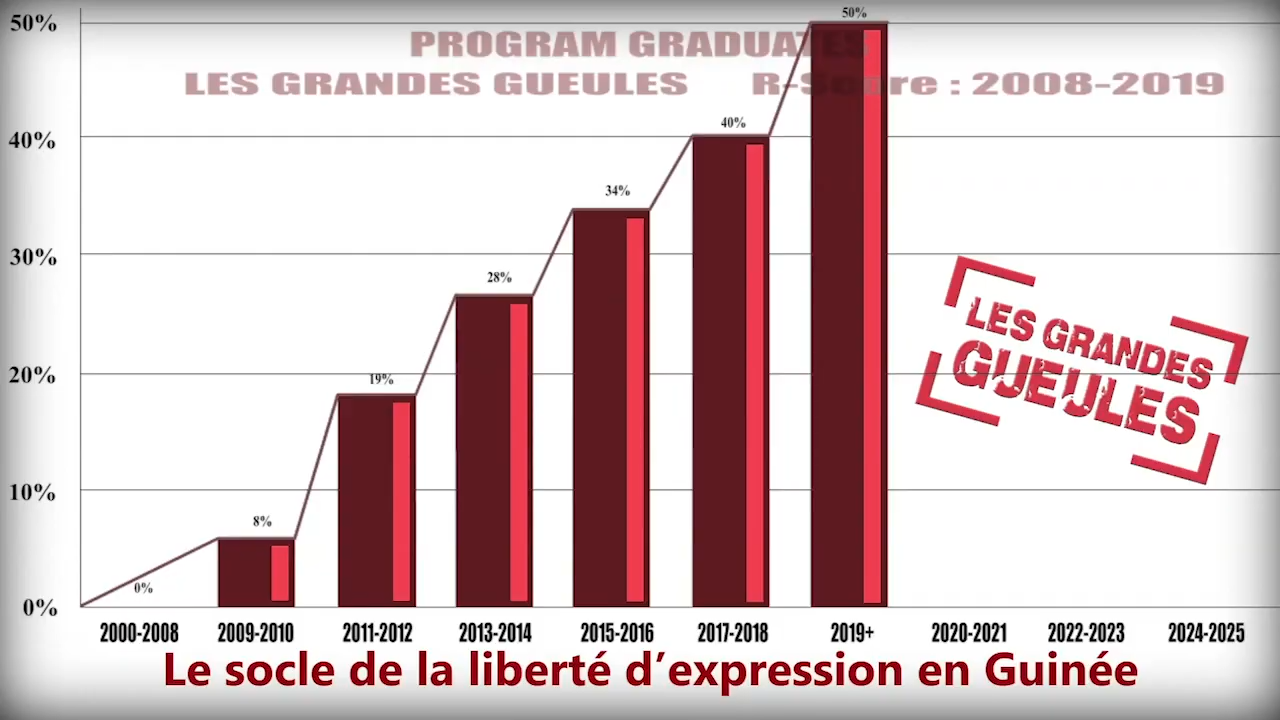 50%
50%
PROGRAM GRADUATES
LES GRANDES GUEULES R-Score : 2008-2019
40%
40%
34%
30%
28%
LES GRANDES
GUEULES
20%
19%
10%
8%
0%
0%
2000-2008 2009-2010 2011-2012 2013-2014 2015-2016 2017-2018 2019+ 2020-2021 2022-2023 2024-2025
Le socle de la liberté d’expression en Guinée